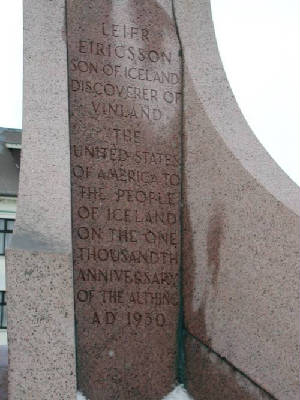 LEIFR
EIRICSSON
SON OF ICELAND
DISCOVERER OF
VINLAND
THE
UNITED STATES
OF AMERICA TO
THE PEOPLE
OF ICELAND
ON THE ONE
THOUSANDTH
ANNIVERSARY
OF THE ALTHING
AD 1930